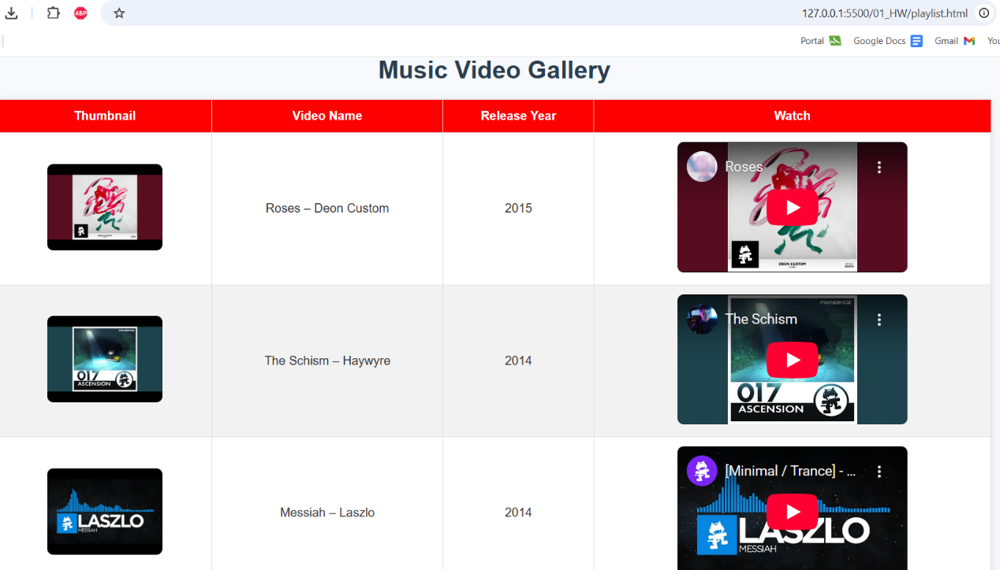 ABP
127.0.0.1:5500/01_HW/playlist.html
Portal Google Docs Gmail You
Music Video Gallery
Thumbnail Video Name Release Year Watch
Roses – Deon Custom 2015
Roses
DEON CUSTOM
The Schism – Haywyre 2014
monstercat
017
ASCENSION
The Schism
monstercat
017
ASCENSION
Messiah – Laszlo 2014
LASZLO
MESSIAH
[Minimal / Trance] - ...
LASZLO
MESSIAH